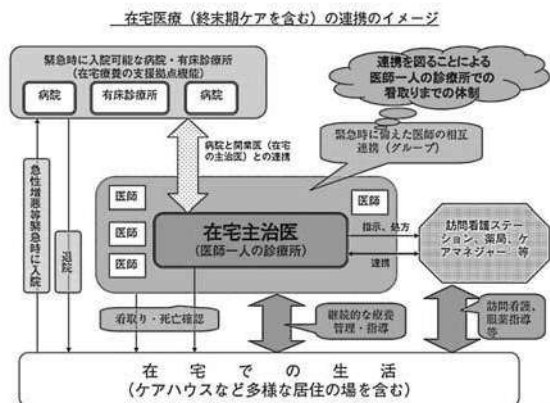 在宅医療（終末期ケアを含む）の連携のイメージ
緊急時に入院可能な病院・有床診療所
（在宅療養の支援拠点機能）
病院
有床診療所
病院
連携を図ることによる
医師一人の診療所での
看取りまでの体制
病院と開業医（在宅
の主治医）との連携
緊急時に備えた医師の相互
連携（グループ）
急性増悪等緊急時に入院
退院
医師
医師
医師
医師
在宅主治医
（医師一人の診療所）
指示、処方
連携
訪問看護ステー
ション、薬局、ケ
アマネジャー 等
看取り・死亡確認
継続的な療養
管理・指導
訪問看護、
服薬指導
等
在 宅 で の 生 活
（ケアハウスなど多様な居住の場を含む）